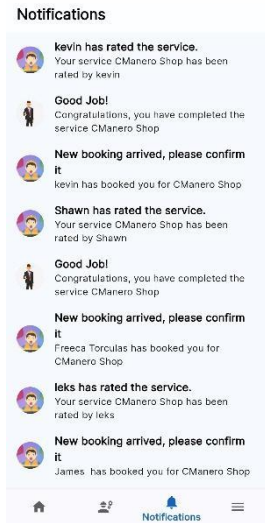 Notifications
kevin has rated the service.
Your service CManero Shop has been
rated by kevin
Good Job!
Congratulations, you have completed the
service CManero Shop
New booking arrived, please confirm
it
kevin has booked you for CManero Shop
Shawn has rated the service.
Your service CManero Shop has been
rated by Shawn
Good Job!
Congratulations, you have completed the
service CManero Shop
New booking arrived, please confirm
it
Freeca Torculas has booked you for
CManero Shop
leks has rated the service.
Your service CManero Shop has been
rated by leks
New booking arrived, please confirm
it
James  has booked you for CManero Shop
Notifications